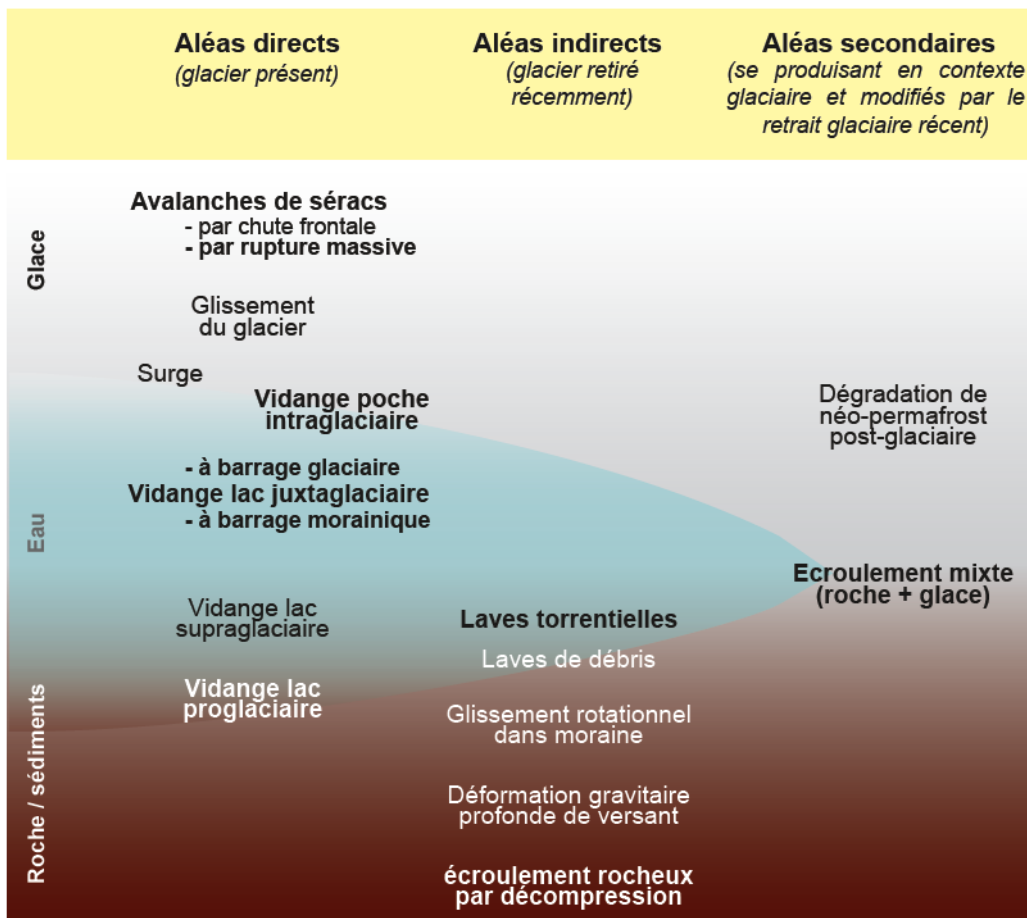 Aléas directs
(glacier présent)
Aléas indirects
(glacier retiré
récemment)
Aléas secondaires
(se produisant en contexte
glaciaire et modifiés par le
retrait glaciaire récent)
Glace
Avalanches de séracs
- par chute frontale
- par rupture massive
Glissement
du glacier
Surge
Vidange poche
intraglaciaire
Dégradation de
néo-permafrost
post-glaciaire
Eau
- à barrage glaciaire
Vidange lac juxtaglaciaire
- à barrage morainique
Ecroulement mixte
(roche + glace)
Vidange lac
supraglaciaire
Laves torrentielles
Laves de débris
Roche / sédiments
Vidange lac
proglaciaire
Glissement rotationnel
dans moraine
Déformation gravitaire
profonde de versant
écroulement rocheux
par décompression